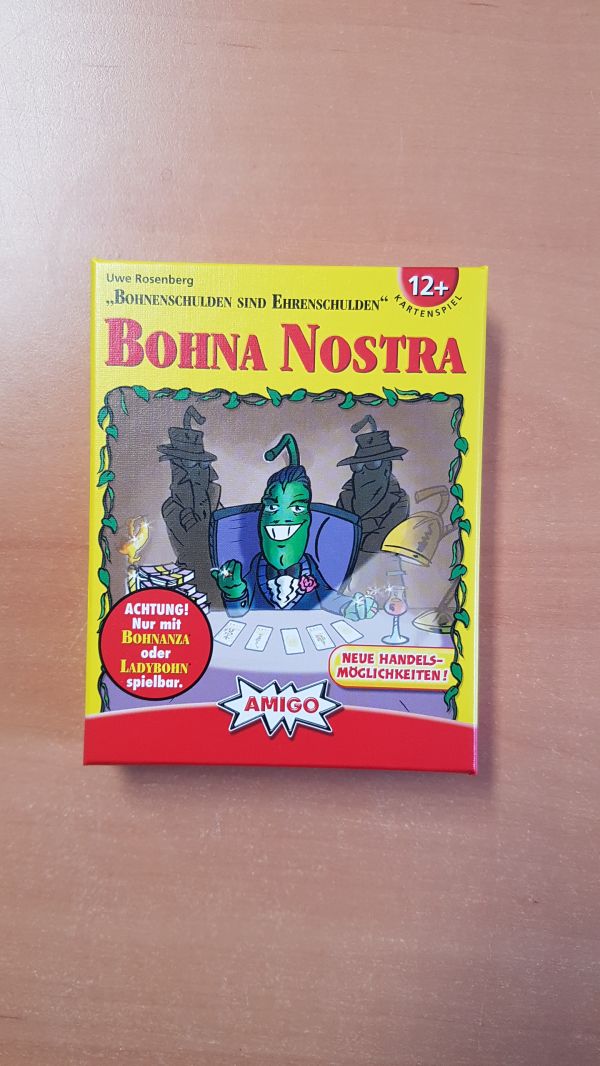 Uwe Rosenberg
„BOHNENSCHULDEN SIND EHRENSCHULDEN“
BOHNA NOSTRA
12+
KARTENSPIEL
ACHTUNG!
Nur mit
BOHNANZA
oder
LADYBOHN
spielbar.
NEUE HANDELS-
MÖGLICHKEITEN!
AMIGO